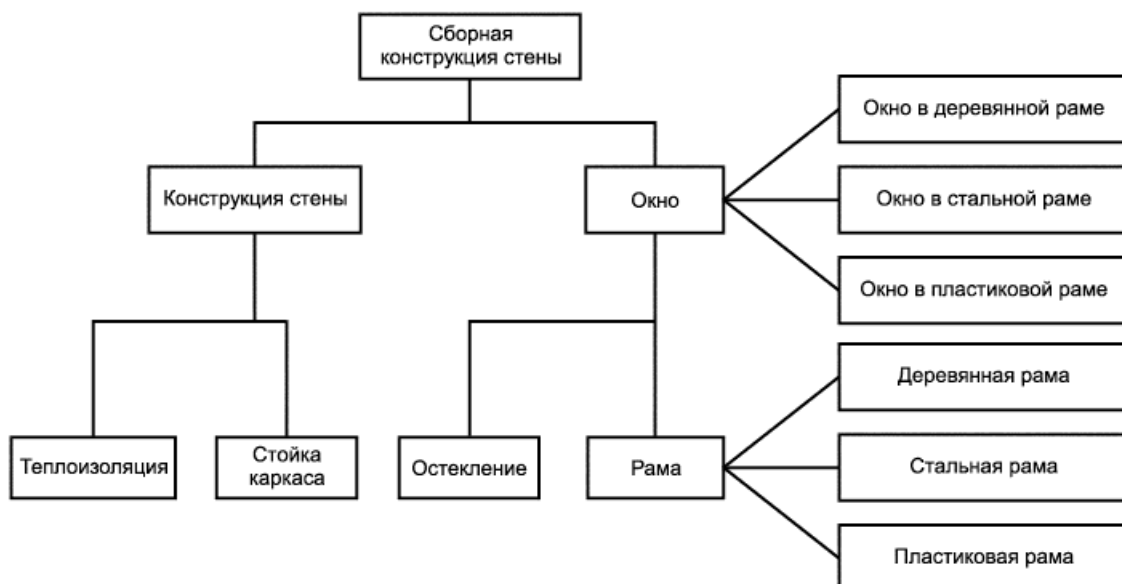 Сборная
конструкция стены
Окно в деревянной раме
Конструкция стены
Окно
Окно в стальной раме
Окно в пластиковой раме
Деревянная рама
Теплоизоляция
Стойка
каркаса
Остекление
Рама
Стальная рама
Пластиковая рама